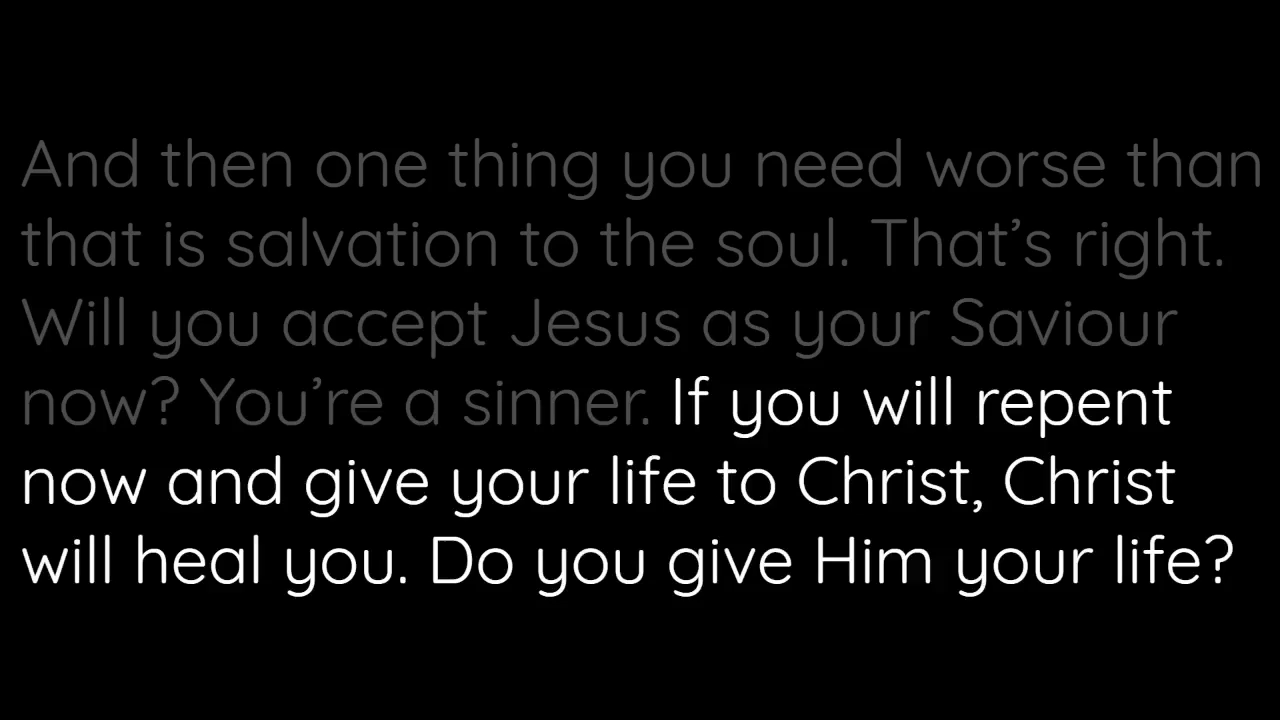 And then one thing you need worse than
that is salvation to the soul. That’s right.
Will you accept Jesus as your Saviour
now? You’re a sinner. If you will repent
now and give your life to Christ, Christ
will heal you. Do you give Him your life?